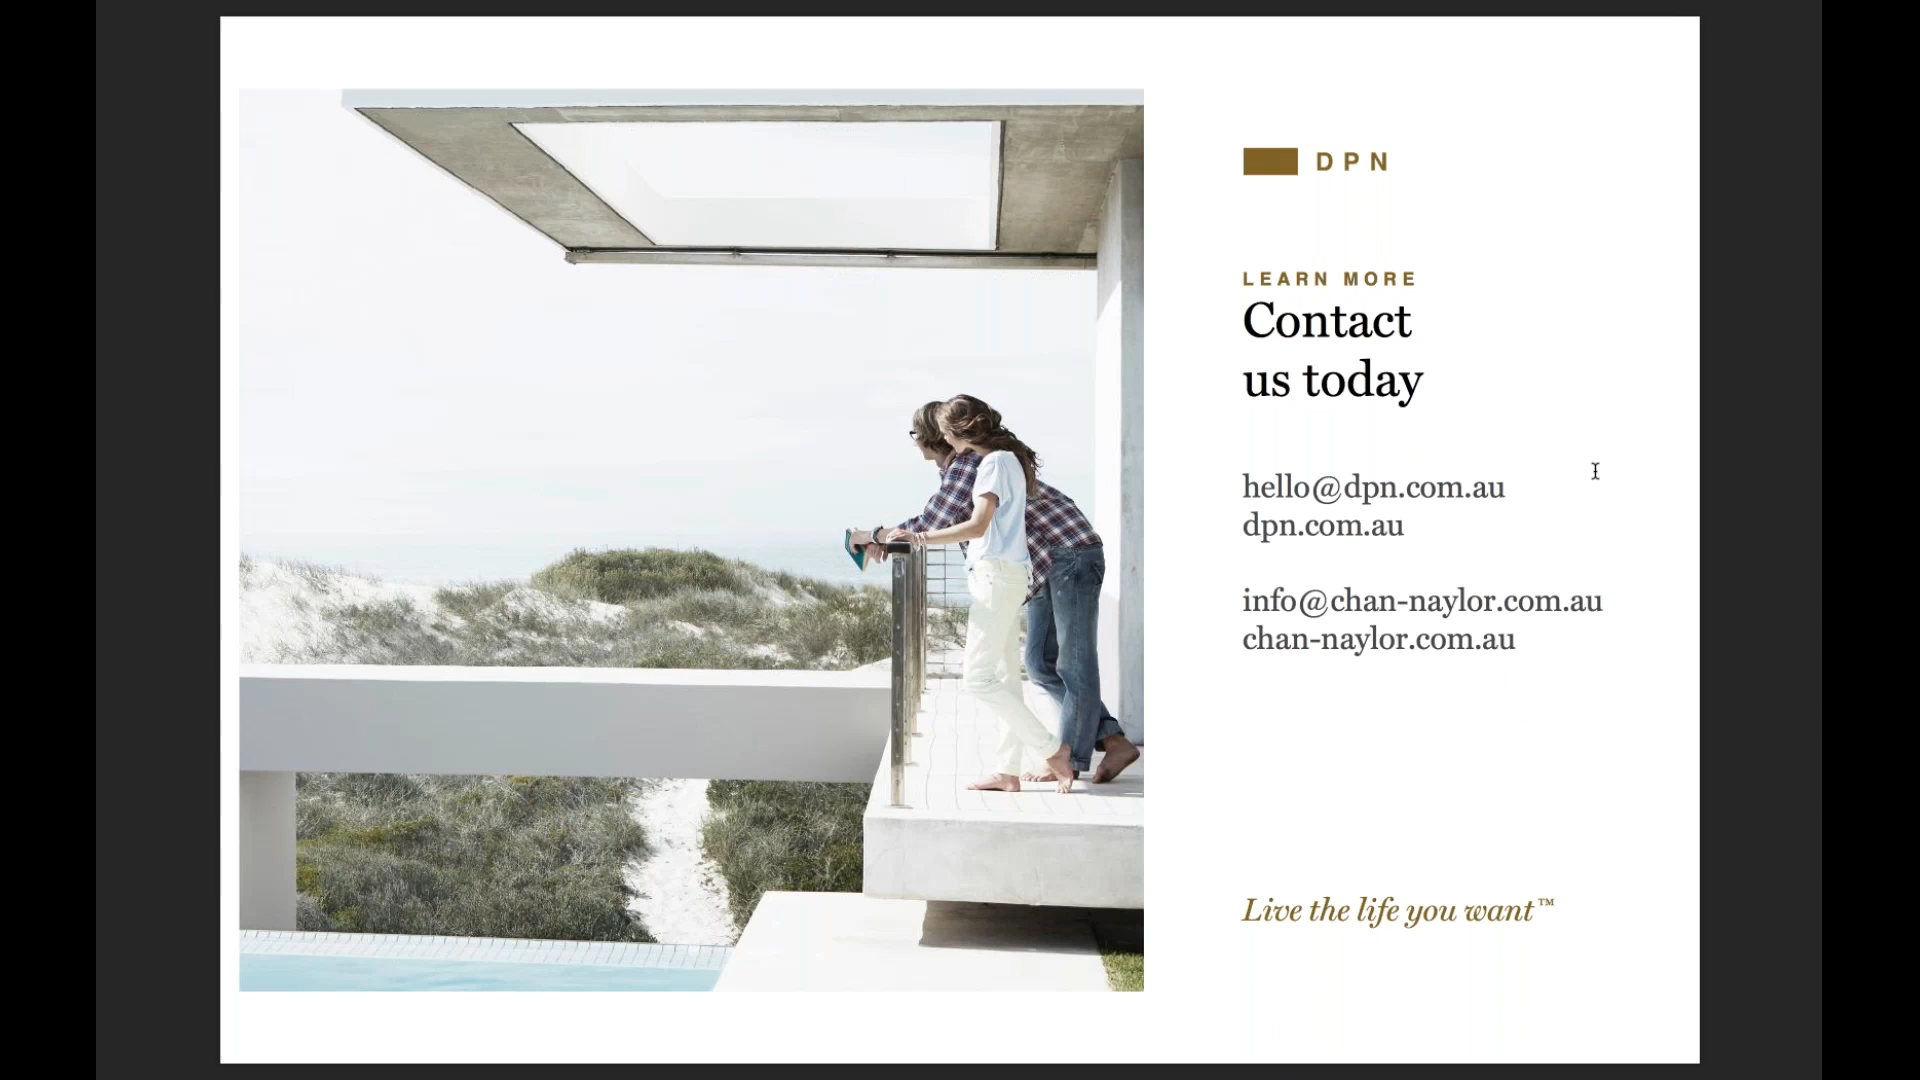 DPN
LEARN MORE
Contact
us today
hello@dpn.com.au
dpn.com.au
info@chan-naylor.com.au
chan-naylor.com.au
Live the life you want™